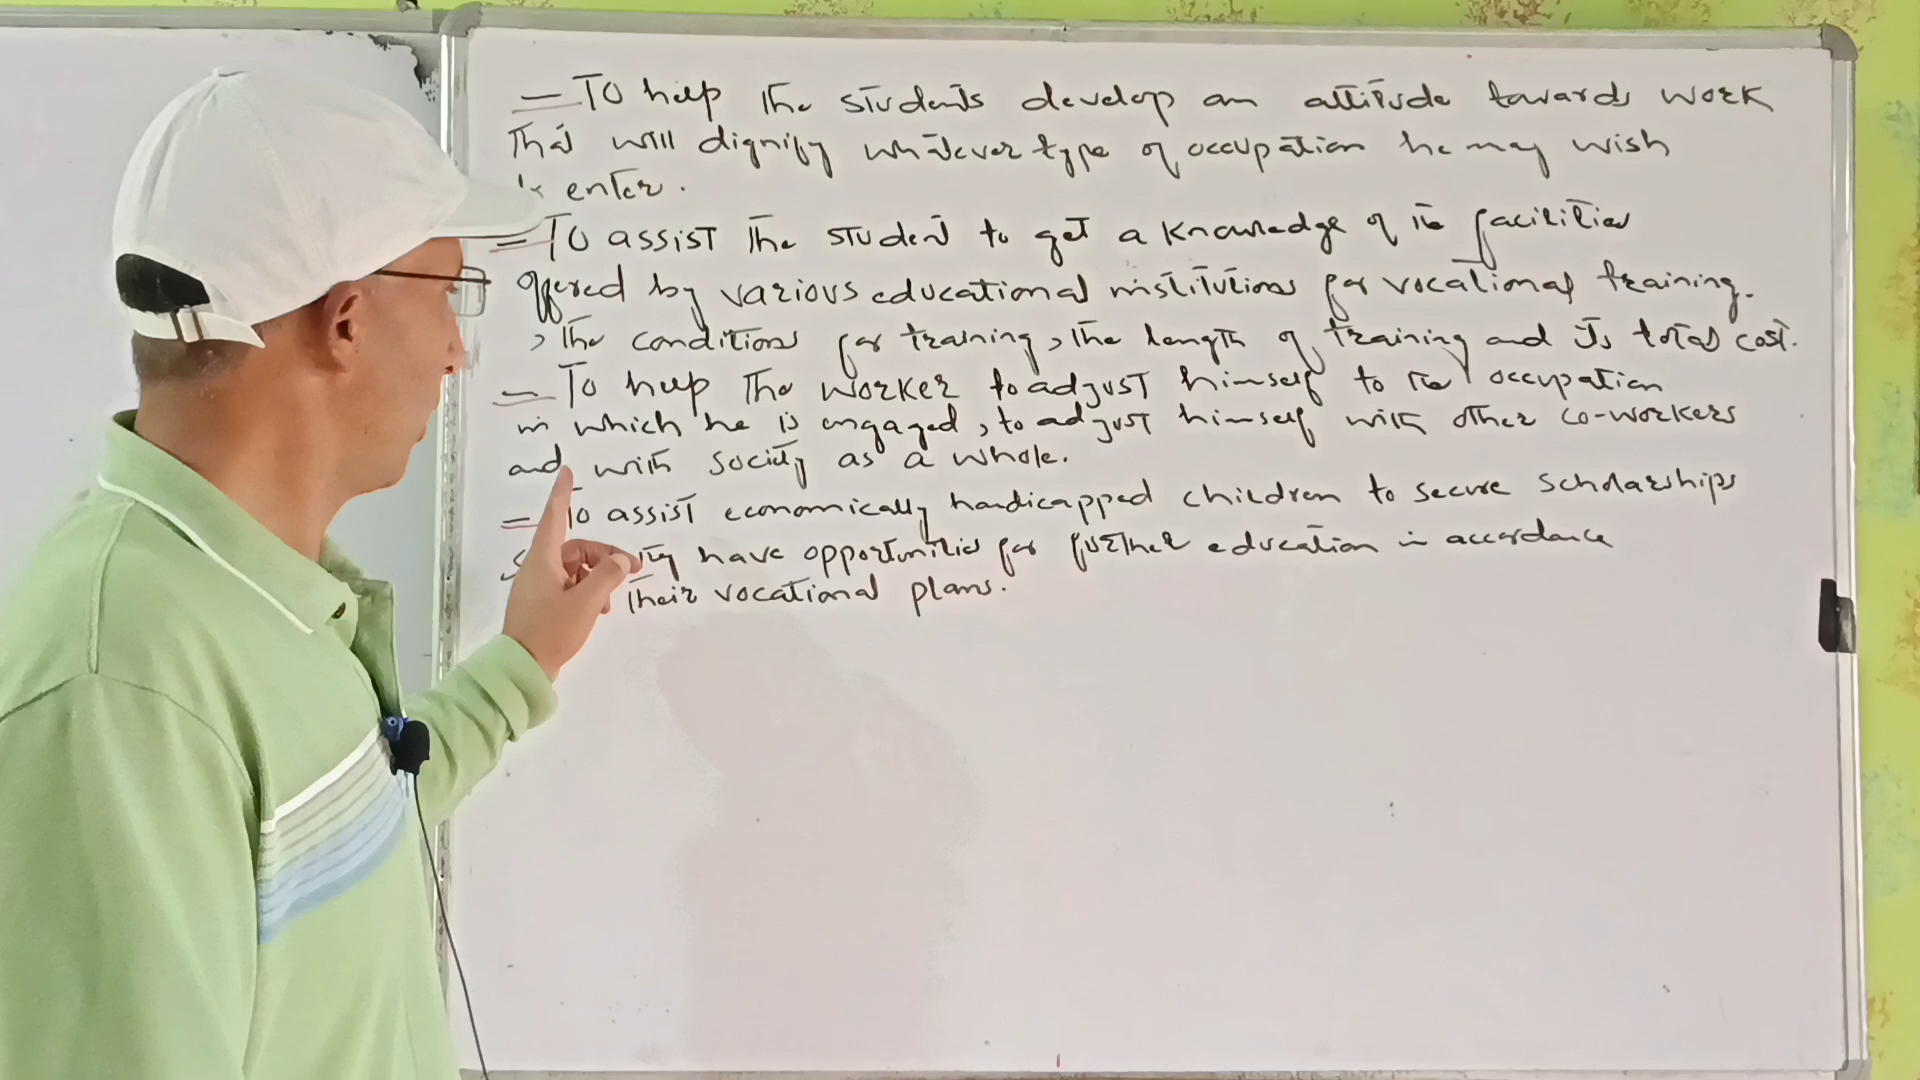 — To help the students develop an attitude towards work
that will dignify whatever type of occupation he may wish
enter.
— To assist the student to get a knowledge of the facilities
offered by various educational institutions for vocational training.
, the conditions for training, the length of training and its total cost.
— To help the worker to adjust himself to the occupation
in which he is engaged, to adjust himself with other co-workers
and with society as a whole.
— To assist economically handicapped children to secure scholarships
have opportunities for further education in accordance
their vocational plans.